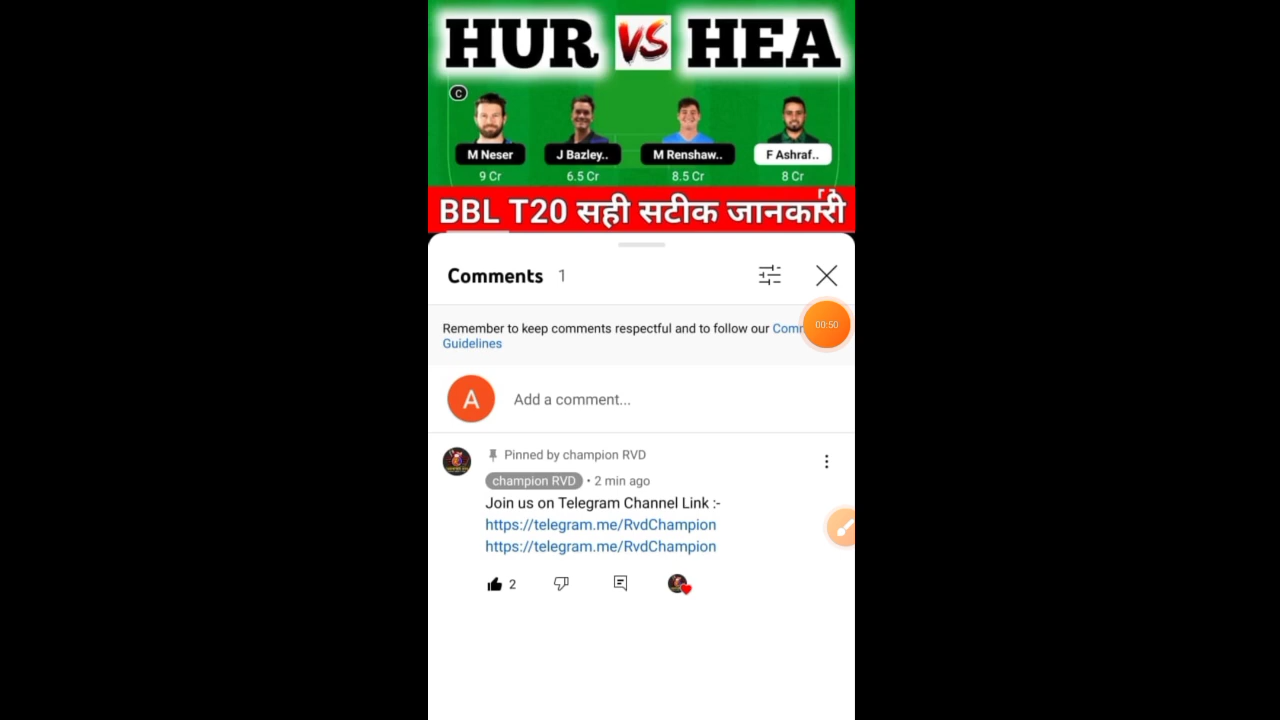 HUR VS HEA
C
M Neser J Bazley.. M Renshaw.. F Ashraf..
9 Cr 6.5 Cr 8.5 Cr 8 Cr
BBL T20 सही सटीक जानकारी
Comments 1
Remember to keep comments respectful and to follow our Comm
Guidelines
00:50
A Add a comment...
Pinned by champion RVD
champion RVD • 2 min ago
Join us on Telegram Channel Link :-
https://telegram.me/RvdChampion
https://telegram.me/RvdChampion
2